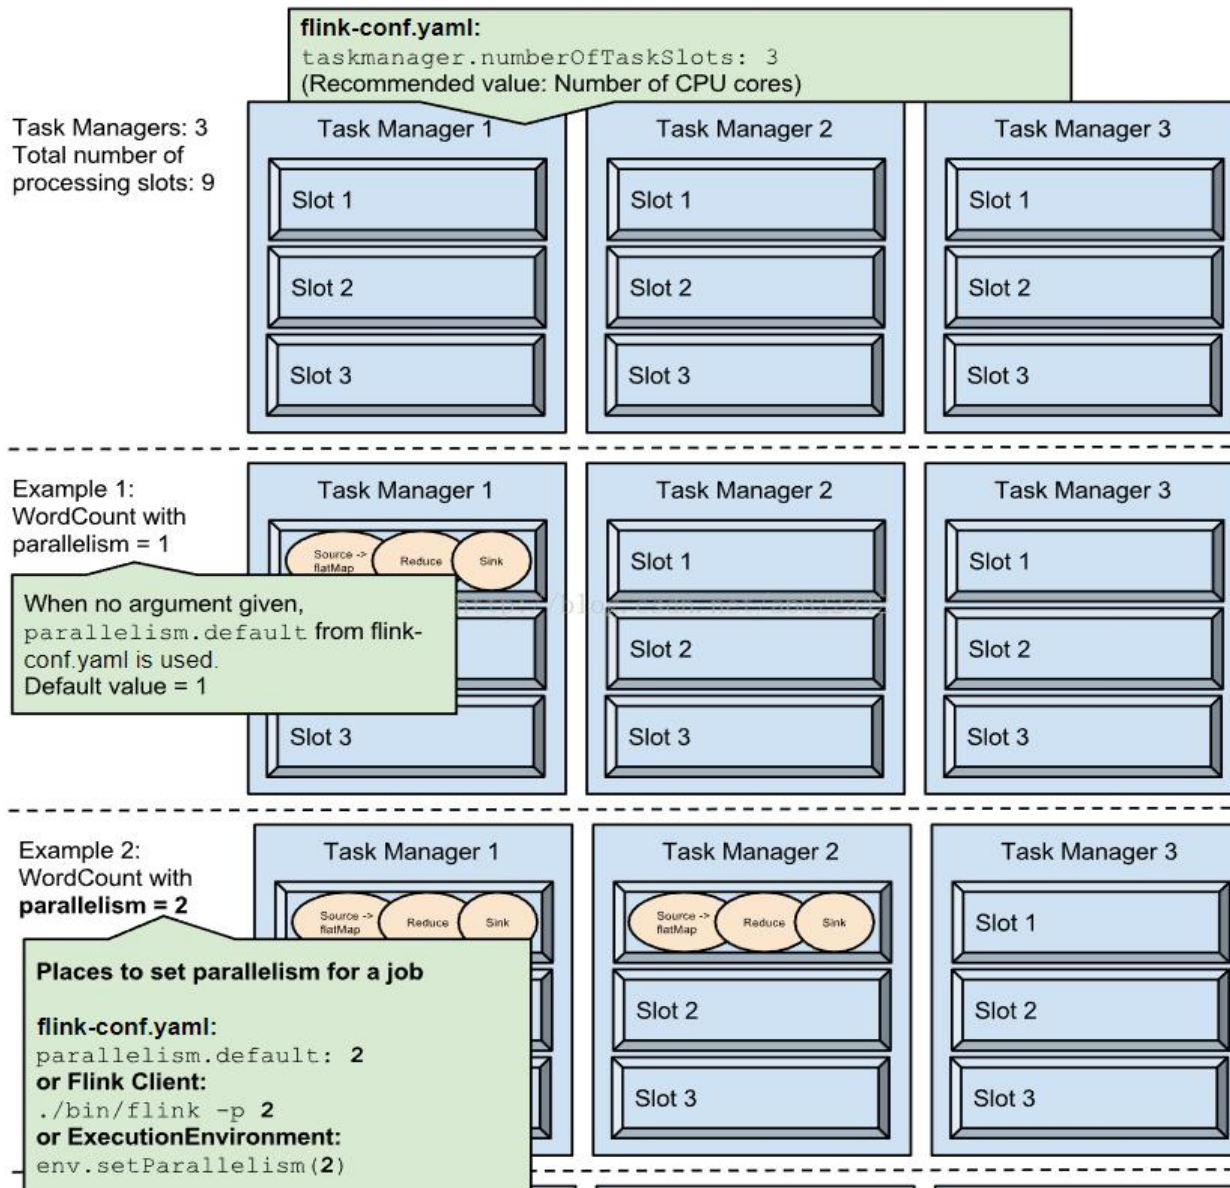 flink-conf.yaml:
taskmanager.numberOfTaskSlots: 3
(Recommended value: Number of CPU cores)
Task Managers: 3
Total number of
processing slots: 9
Task Manager 1
Slot 1
Slot 2
Slot 3
Task Manager 2
Slot 1
Slot 2
Slot 3
Task Manager 3
Slot 1
Slot 2
Slot 3
Example 1:
WordCount with
parallelism = 1
When no argument given,
parallelism.default from flink-
conf.yaml is used.
Default value = 1
Task Manager 1
Source ->
flatMap
Reduce
Sink
Slot 3
Task Manager 2
Slot 1
Slot 2
Slot 3
Task Manager 3
Slot 1
Slot 2
Slot 3
Example 2:
WordCount with
parallelism = 2
Places to set parallelism for a job
flink-conf.yaml:
parallelism.default: 2
or Flink Client:
./bin/flink -p 2
or ExecutionEnvironment:
env.setParallelism(2)
Task Manager 1
Source ->
flatMap
Reduce
Sink
Task Manager 2
Source ->
flatMap
Reduce
Sink
Slot 2
Slot 3
Task Manager 3
Slot 1
Slot 2
Slot 3